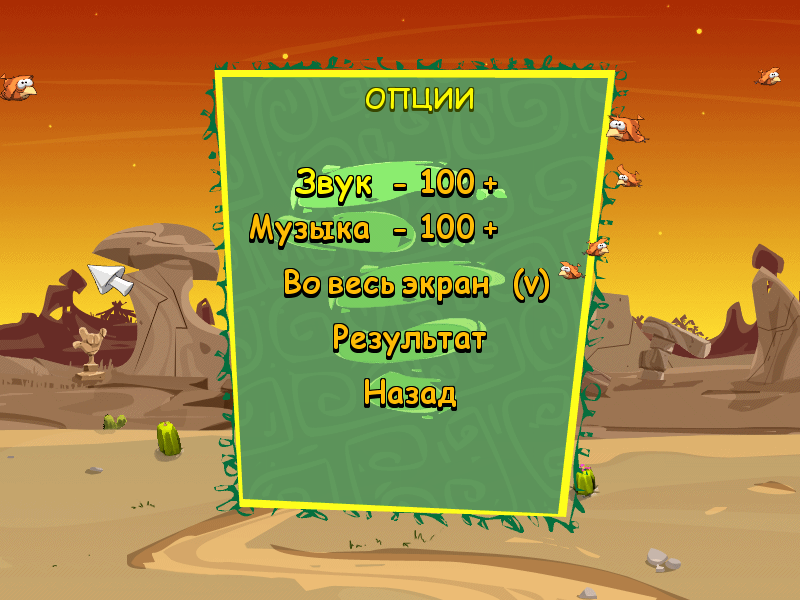 ОПЦИИ
Звук - 100 +
Музыка - 100 +
Во весь экран (v)
Результат
Назад